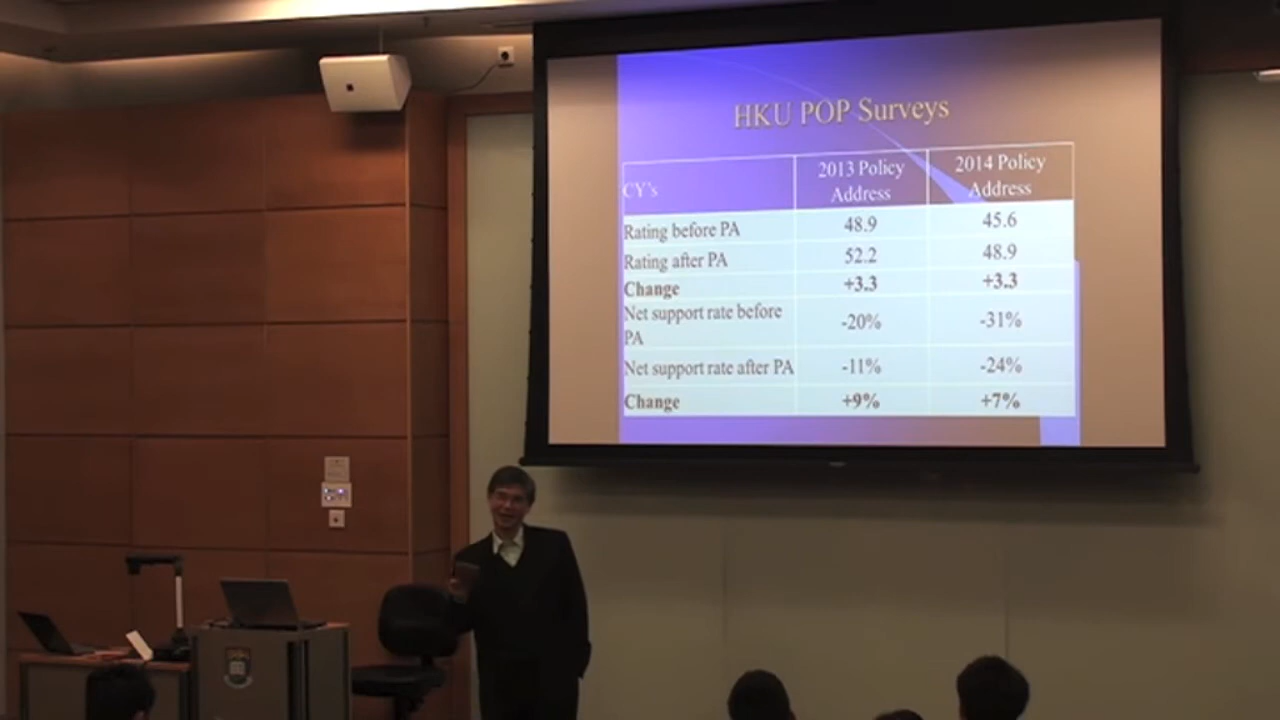 HKU POP Surveys
CY's
2013 Policy
Address
2014 Policy
Address
Rating before PA
48.9
45.6
Rating after PA
52.2
48.9
Change
+3.3
+3.3
Net support rate before
PA
-20%
-31%
Net support rate after PA
-11%
-24%
Change
+9%
+7%